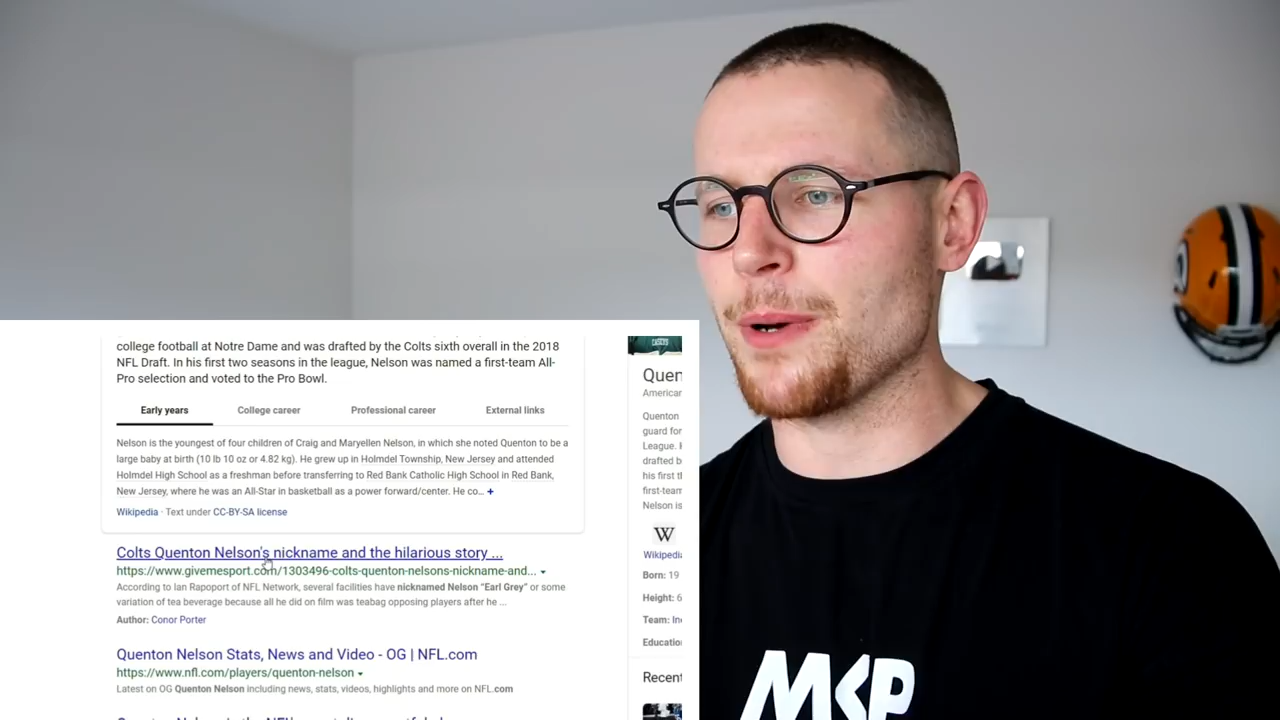 college football at Notre Dame and was drafted by the Colts sixth overall in the 2018
NFL Draft. In his first two seasons in the league, Nelson was named a first-team All-
Pro selection and voted to the Pro Bowl.
Early years College career Professional career External links
Nelson is the youngest of four children of Craig and Maryellen Nelson, in which she noted Quenton to be a
large baby at birth (10 lb 10 oz or 4.82 kg). He grew up in Holmdel Township, New Jersey and attended
Holmdel High School as a freshman before transferring to Red Bank Catholic High School in Red Bank,
New Jersey, where he was an All-Star in basketball as a power forward/center. He co... +
Wikipedia · Text under CC-BY-SA license
Colts Quenton Nelson's nickname and the hilarious story ...
https://www.givemesport.com/1303496-colts-quenton-nelsons-nickname-and...
According to Ian Rapoport of NFL Network, several facilities have nicknamed Nelson “Earl Grey” or some
variation of tea beverage because all he did on film was teabag opposing players after he ...
Author: Conor Porter
Quenton Nelson Stats, News and Video - OG | NFL.com
https://www.nfl.com/players/quenton-nelson
Latest on OG Quenton Nelson including news, stats, videos, highlights and more on NFL.com
Quen
American
Quenton
guard for
League. H
drafted b
his first t
first-team
Nelson is
W
Wikipedia
Born: 19
Height: 6
Team: In
Educatio
Recent
MKP